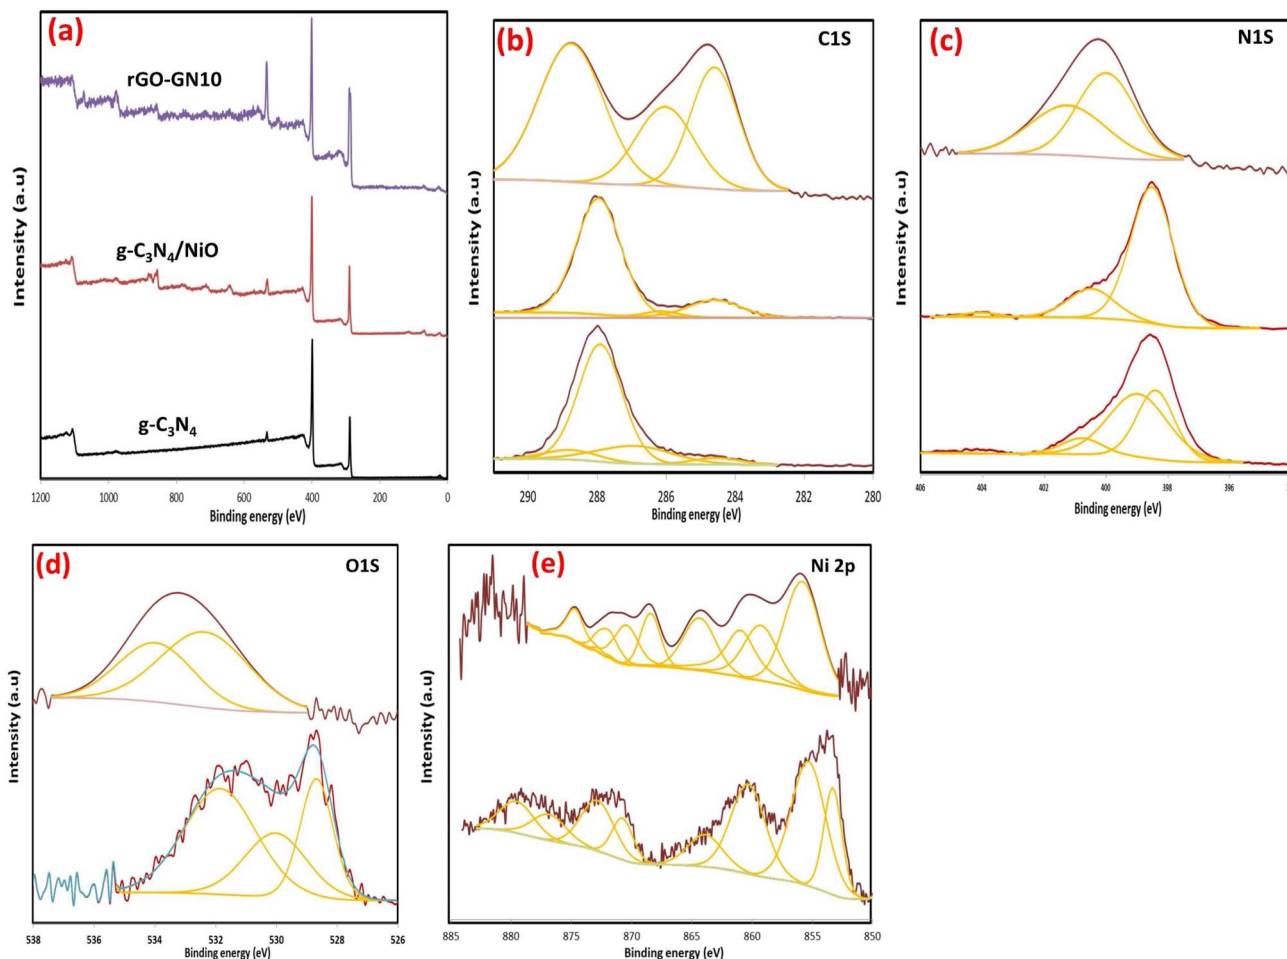 (a)
rGO-GN10
g-C₃N₄/NiO
g-C₃N₄
Intensity (a.u)
1200 1000 800 600 400 200 0
Binding energy (eV)
(b)
C1S
Intensity (a.u)
290 288 286 284 282 280
Binding energy (eV)
(c)
N1S
Intensity (a.u)
406 404 402 400 398 396
Binding energy (eV)
(d)
O1S
Intensity (a.u)
538 536 534 532 530 528 526
Binding energy (eV)
(e)
Ni 2p
Intensity (a.u)
885 880 875 870 865 860 855 850
Binding energy (eV)